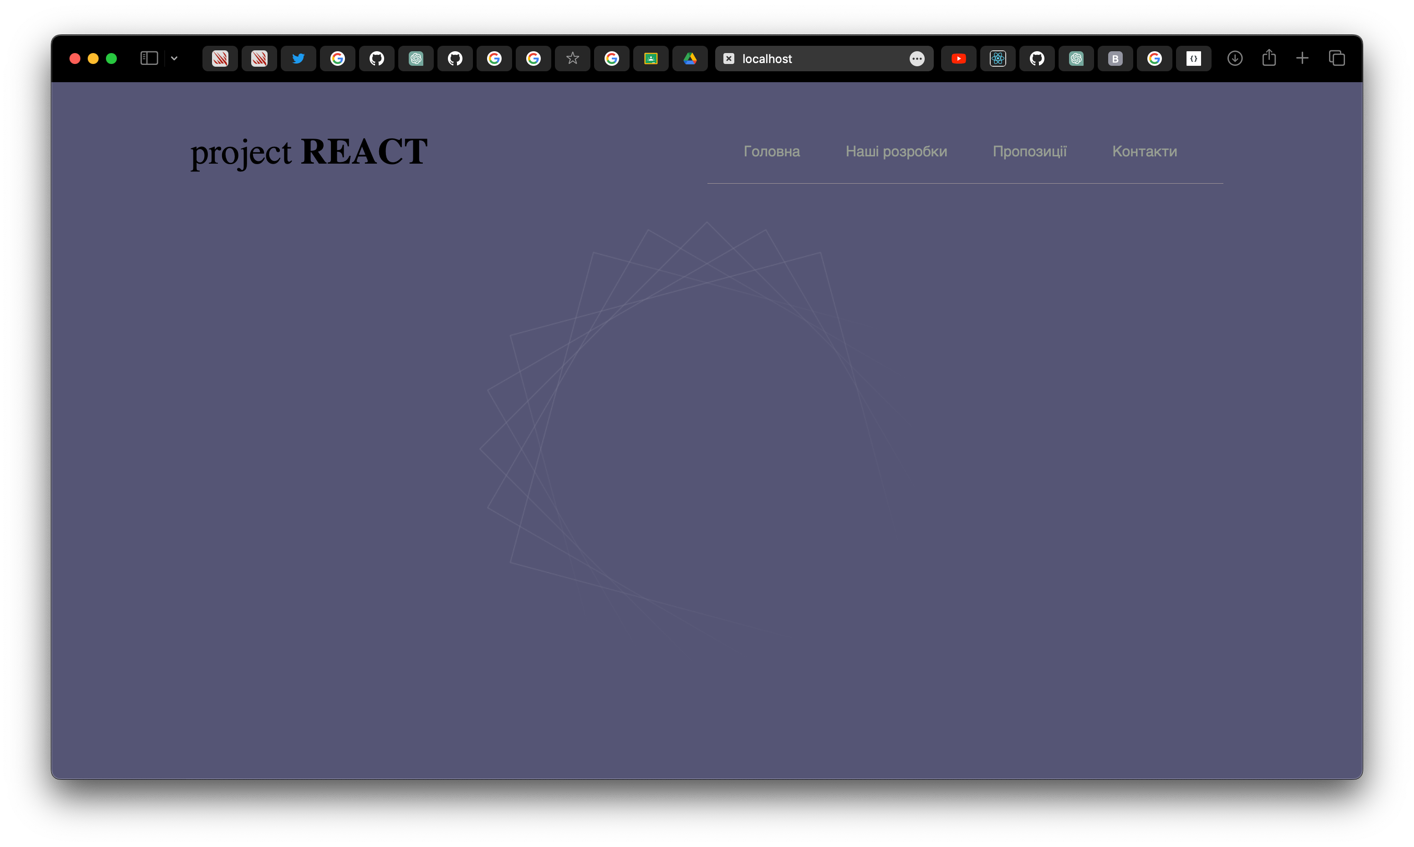 localhost
project REACT
Головна Наші розробки Пропозиції Контакти